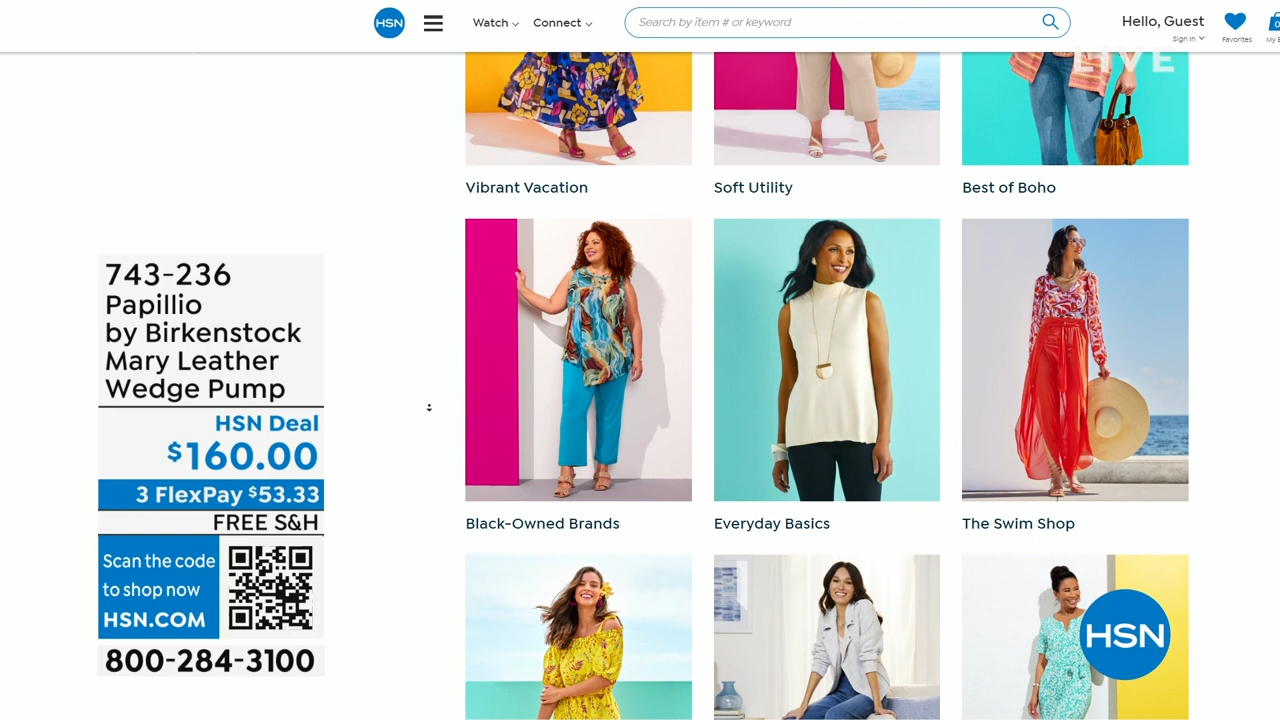 HSN
Watch
Connect
Search by item # or keyword
Hello, Guest
Sign In
Favorites
0
LIVE
Vibrant Vacation
Soft Utility
Best of Boho
743-236
Papillio
by Birkenstock
Mary Leather
Wedge Pump
HSN Deal
$160.00
3 FlexPay $53.33
FREE S&H
Scan the code
to shop now
HSN.COM
800-284-3100
Black-Owned Brands
Everyday Basics
The Swim Shop
HSN